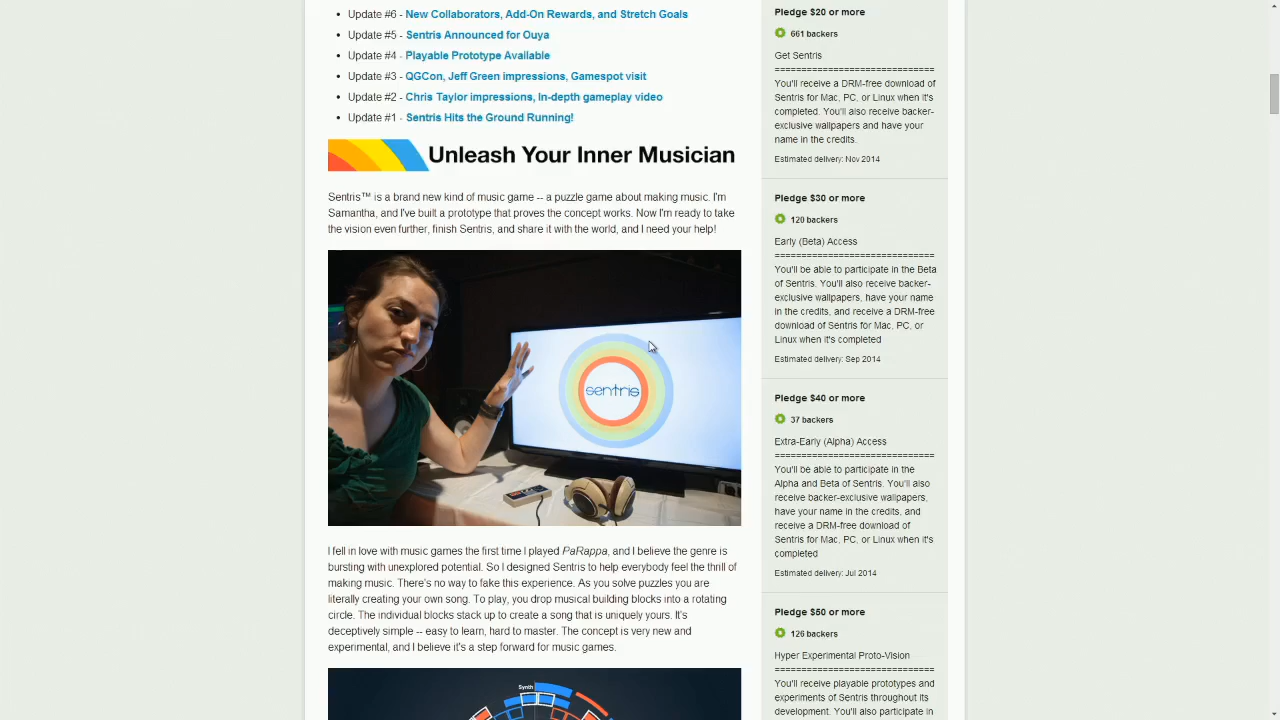 Update #6 - New Collaborators, Add-On Rewards, and Stretch Goals
Update #5 - Sentris Announced for Ouya
Update #4 - Playable Prototype Available
Update #3 - QGCon, Jeff Green impressions, Gamespot visit
Update #2 - Chris Taylor impressions, In-depth gameplay video
Update #1 - Sentris Hits the Ground Running!
Unleash Your Inner Musician
Sentris™ is a brand new kind of music game -- a puzzle game about making music. I'm
Samantha, and I've built a prototype that proves the concept works. Now I'm ready to take
the vision even further, finish Sentris, and share it with the world, and I need your help!
sentris
I fell in love with music games the first time I played PaRappa, and I believe the genre is
bursting with unexplored potential. So I designed Sentris to help everybody feel the thrill of
making music. There's no way to fake this experience. As you solve puzzles you are
literally creating your own song. To play, you drop musical building blocks into a rotating
circle. The individual blocks stack up to create a song that is uniquely yours. It's
deceptively simple -- easy to learn, hard to master. The concept is very new and
experimental, and I believe it's a step forward for music games.
Synth
Pledge $20 or more
661 backers
Get Sentris
==============================
You'll receive a DRM-free download of
Sentris for Mac, PC, or Linux when it's
completed. You'll also receive backer-
exclusive wallpapers and have your
name in the credits.
Estimated delivery: Nov 2014
Pledge $30 or more
120 backers
Early (Beta) Access
==============================
You'll be able to participate in the Beta
of Sentris. You'll also receive backer-
exclusive wallpapers, have your name
in the credits, and receive a DRM-free
download of Sentris for Mac, PC, or
Linux when it's completed
Estimated delivery: Sep 2014
Pledge $40 or more
37 backers
Extra-Early (Alpha) Access
==============================
You'll be able to participate in the
Alpha and Beta of Sentris. You'll also
receive backer-exclusive wallpapers,
have your name in the credits, and
receive a DRM-free download of
Sentris for Mac, PC, or Linux when it's
completed
Estimated delivery: Jul 2014
Pledge $50 or more
126 backers
Hyper Experimental Proto-Vision
==============================
You'll receive playable prototypes and
experiments of Sentris throughout its
development. You'll also participate in